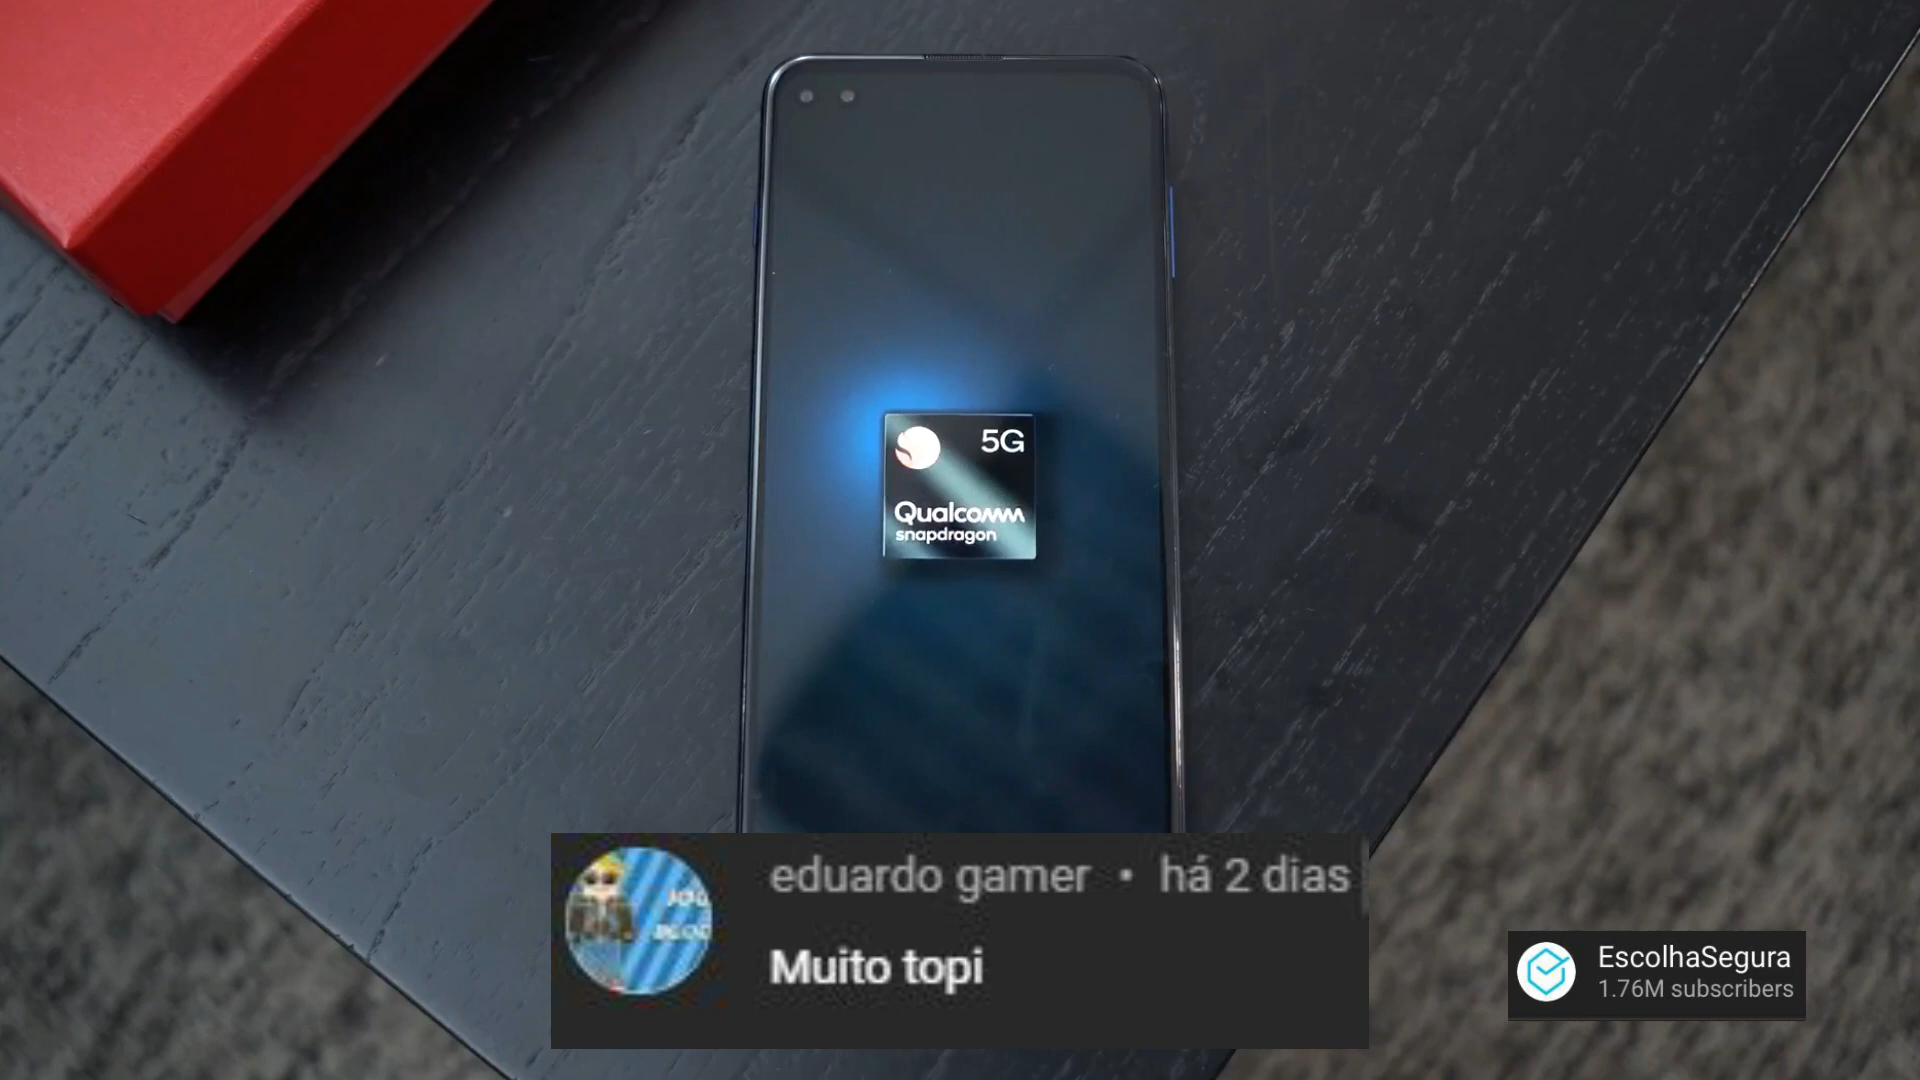 5G
Qualcomm
snapdragon
eduardo gamer • há 2 dias
Muito topi
EscolhaSegura
1.76M subscribers